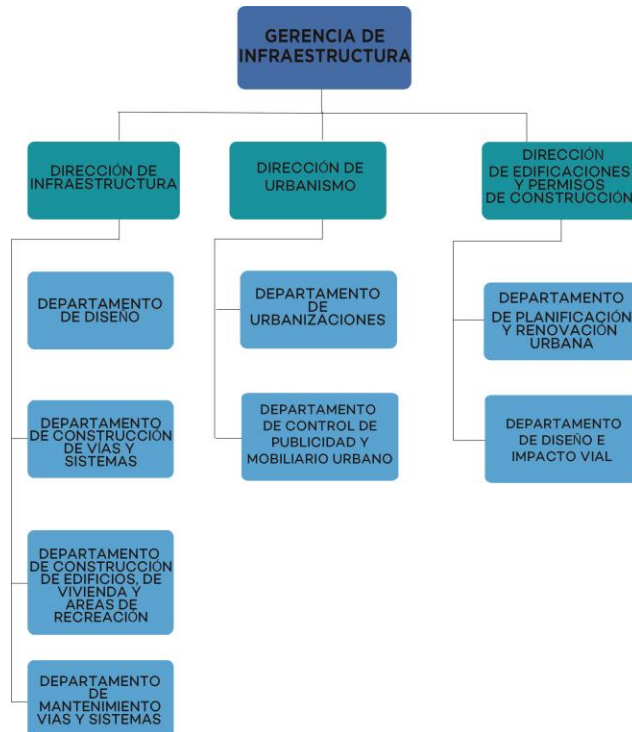 GERENCIA DE
INFRAESTRUCTURA
DIRECCIÓN DE
INFRAESTRUCTURA
DIRECCIÓN DE
URBANISMO
DIRECCIÓN
DE EDIFICACIONES
Y PERMISOS
DE CONSTRUCCIÓN
DEPARTAMENTO
DE DISEÑO
DEPARTAMENTO
DE
URBANIZACIONES
DEPARTAMENTO
DE PLANIFICACIÓN
Y RENOVACIÓN
URBANA
DEPARTAMENTO
DE CONSTRUCCIÓN
DE VÍAS Y
SISTEMAS
DEPARTAMENTO
DE CONTROL DE
PUBLICIDAD Y
MOBILIARIO URBANO
DEPARTAMENTO
DE DISEÑO E
IMPACTO VIAL
DEPARTAMENTO
DE CONSTRUCCIÓN
DE EDIFICIOS, DE
VIVIENDA Y
AREAS DE
RECREACIÓN
DEPARTAMENTO
DE
MANTENIMIENTO
VIAS Y SISTEMAS